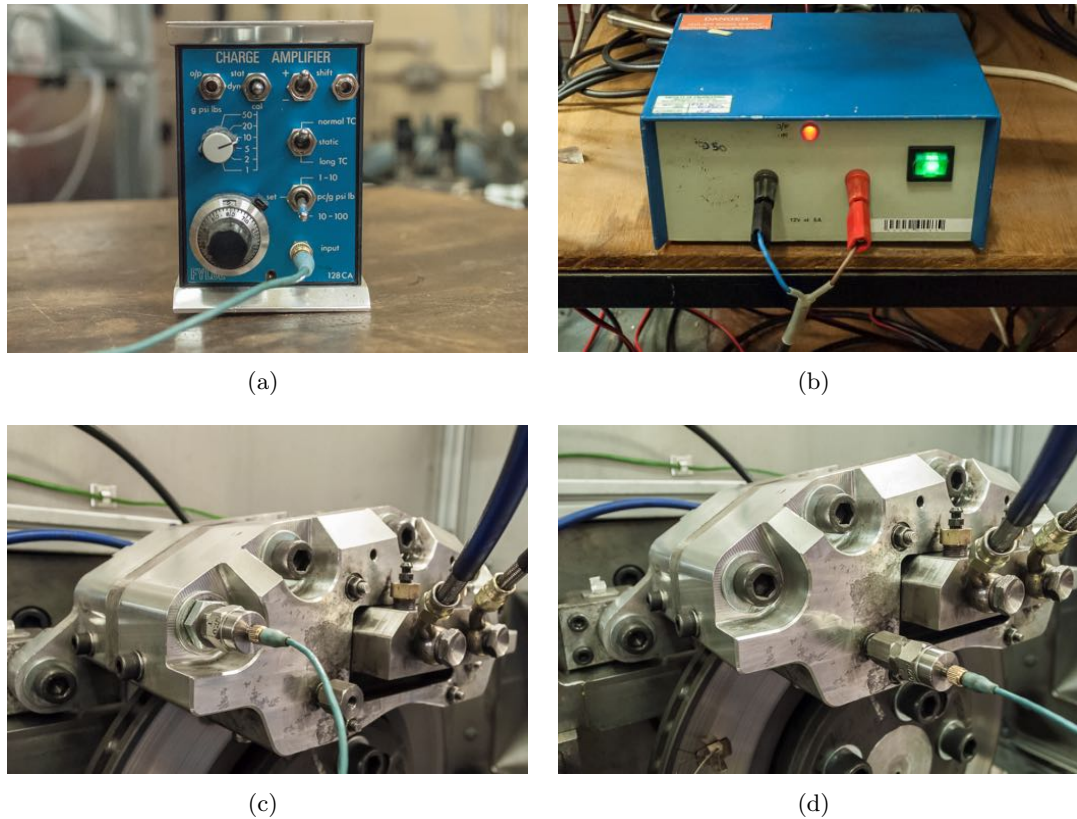 CHARGE AMPLIFIER
o/p stat dyn + - shift
g psi lbs cal
50
20
10
5
2
1
normal TC
static
long TC
1-10
set pc/g psi lb
10-100
input
128CA
(a)
DANGER
O/P
050
12V at 5A
(b)
(c)
(d)